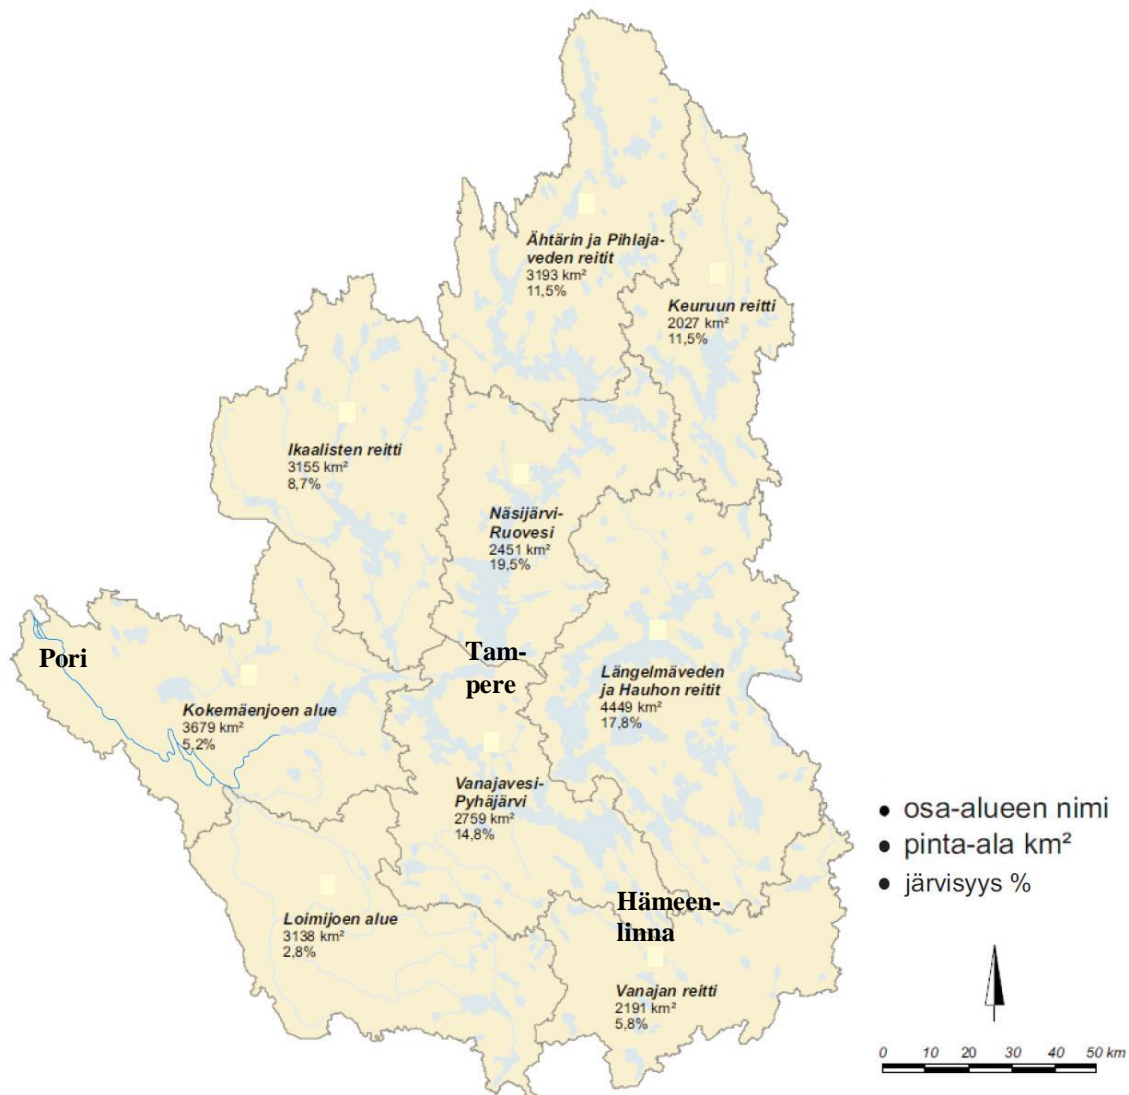 Ähtärin ja Pihlaja-
veden reitit
3193 km²
11,5%
Keuruun reitti
2027 km²
11,5%
Ikaalisten reitti
3155 km²
8,7%
Näsijärvi-
Ruovesi
2451 km²
19,5%
Pori
Tam-
pere
Längelmäveden
ja Hauhon reitit
4449 km²
17,8%
Kokemäenjoen alue
3679 km²
5,2%
Vanajavesi-
Pyhäjärvi
2759 km²
14,8%
• osa-alueen nimi
• pinta-ala km²
• järvisyys %
Hämeen-
linna
Loimijoen alue
3138 km²
2,8%
Vanajan reitti
2191 km²
5,8%
0 10 20 30 40 50 km